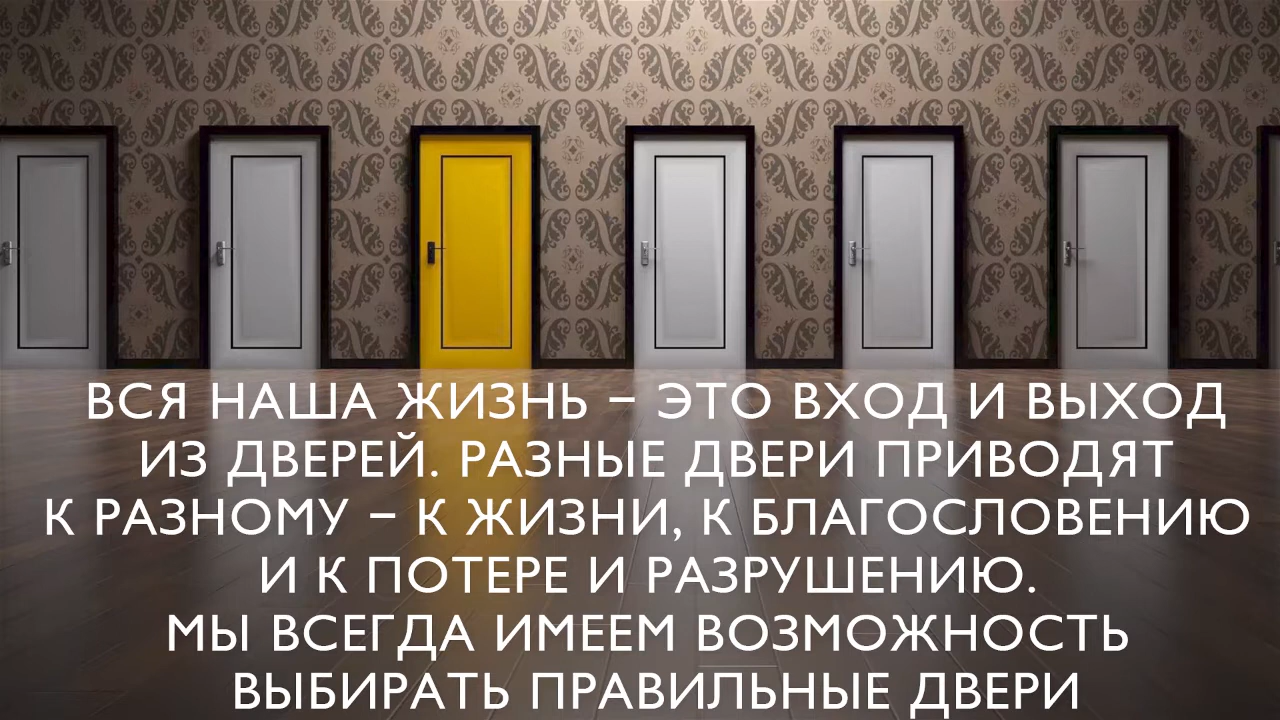 ВСЯ НАША ЖИЗНЬ – ЭТО ВХОД И ВЫХОД
ИЗ ДВЕРЕЙ. РАЗНЫЕ ДВЕРИ ПРИВОДЯТ
К РАЗНОМУ – К ЖИЗНИ, К БЛАГОСЛОВЕНИЮ
И К ПОТЕРЕ И РАЗРУШЕНИЮ.
МЫ ВСЕГДА ИМЕЕМ ВОЗМОЖНОСТЬ
ВЫБИРАТЬ ПРАВИЛЬНЫЕ ДВЕРИ